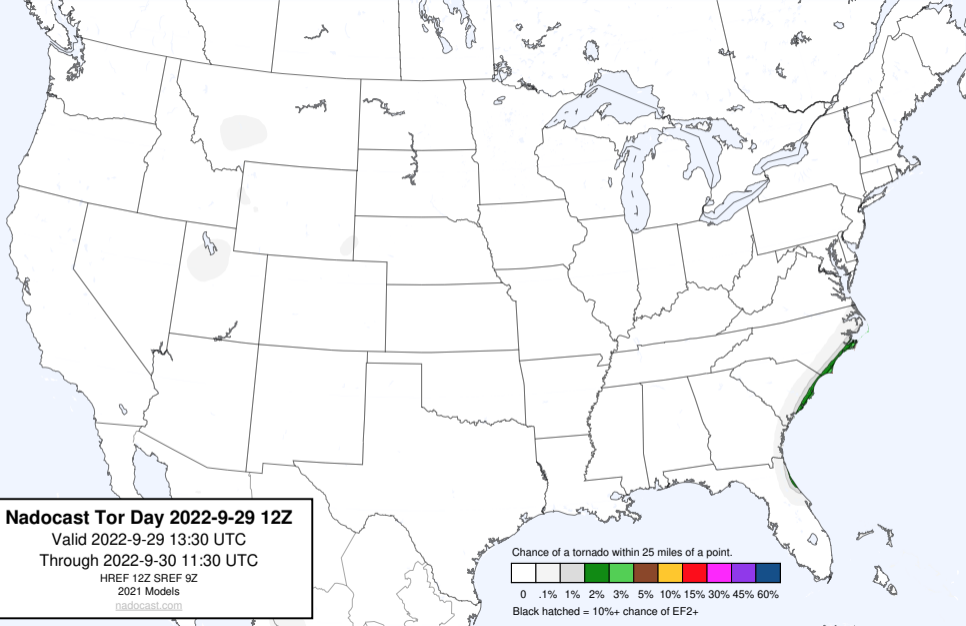 Nadocast Tor Day 2022-9-29 12Z
Valid 2022-9-29 13:30 UTC
Through 2022-9-30 11:30 UTC
HREF 12Z SREF 9Z
2021 Models
nadocast.com
Chance of a tornado within 25 miles of a point.
0 .1% 1% 2% 3% 5% 10% 15% 30% 45% 60%
Black hatched = 10%+ chance of EF2+